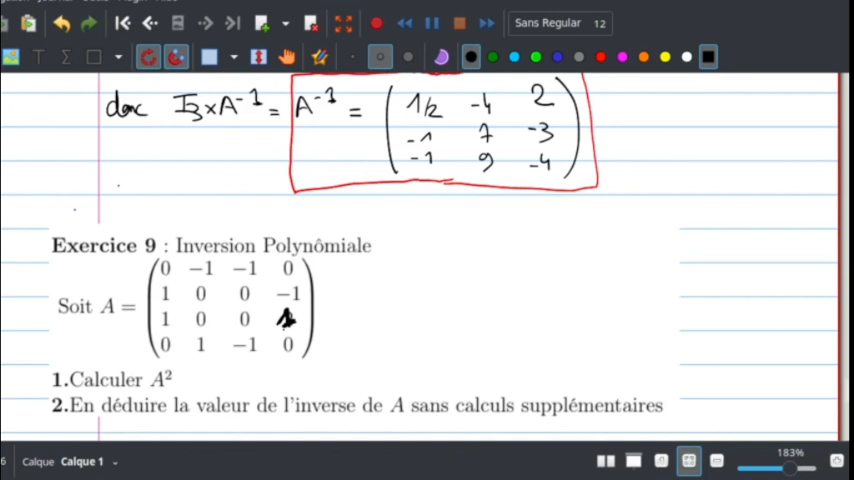 Sans Regular 12
donc I3 × A⁻¹ = A⁻¹ = ( 1/2 -4 2
-1 7 -3
-1 9 -4 )
Exercice 9 : Inversion Polynômiale
Soit A = ( 0 −1 −1 0
1 0 0 −1
1 0 0 1
0 1 −1 0 )
1.Calculer A²
2.En déduire la valeur de l'inverse de A sans calculs supplémentaires
6 Calque Calque 1 183%